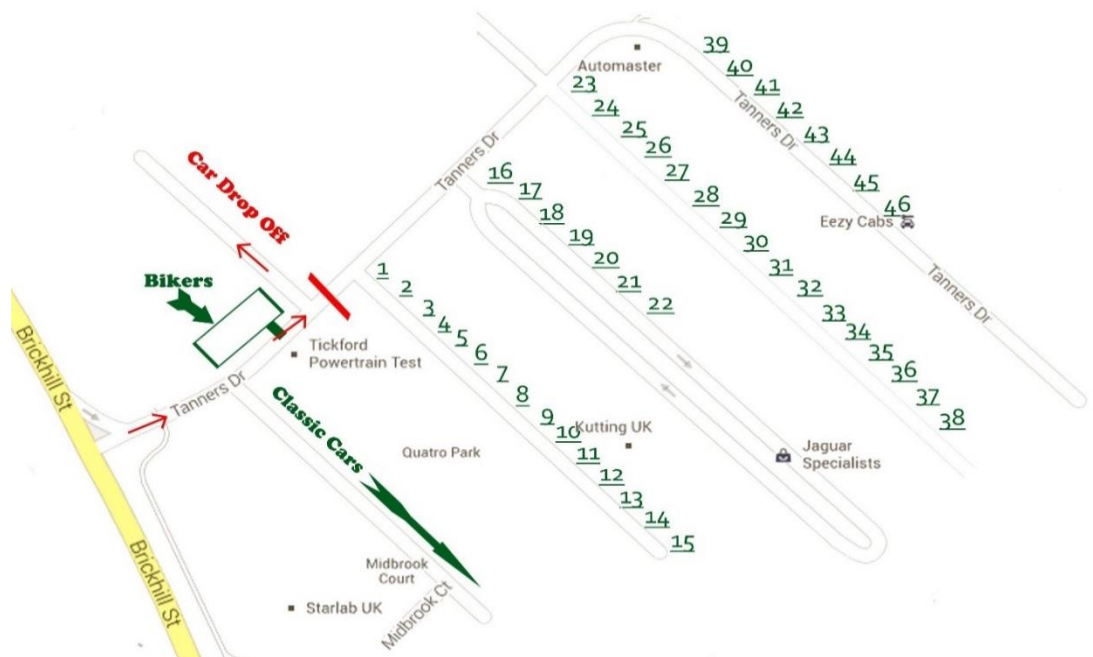 39
Automaster
40
23
41
24
42
Tanners Dr
25
43
26
44
Tanners Dr
27
45
16
17
28
46
18
29
Eezy Cabs
Car Drop Off
19
30
20
31
1
Bikers
21
32
2
22
33
Tanners Dr
3
4
34
5
35
Tickford
Powertrain Test
6
36
7
37
Brickhill St
Tanners Dr
8
38
9
Classic Cars
10
Kutting UK
Quatro Park
11
Jaguar
Specialists
12
13
14
15
Midbrook
Court
Brickhill St
Starlab UK
Midbrook Ct